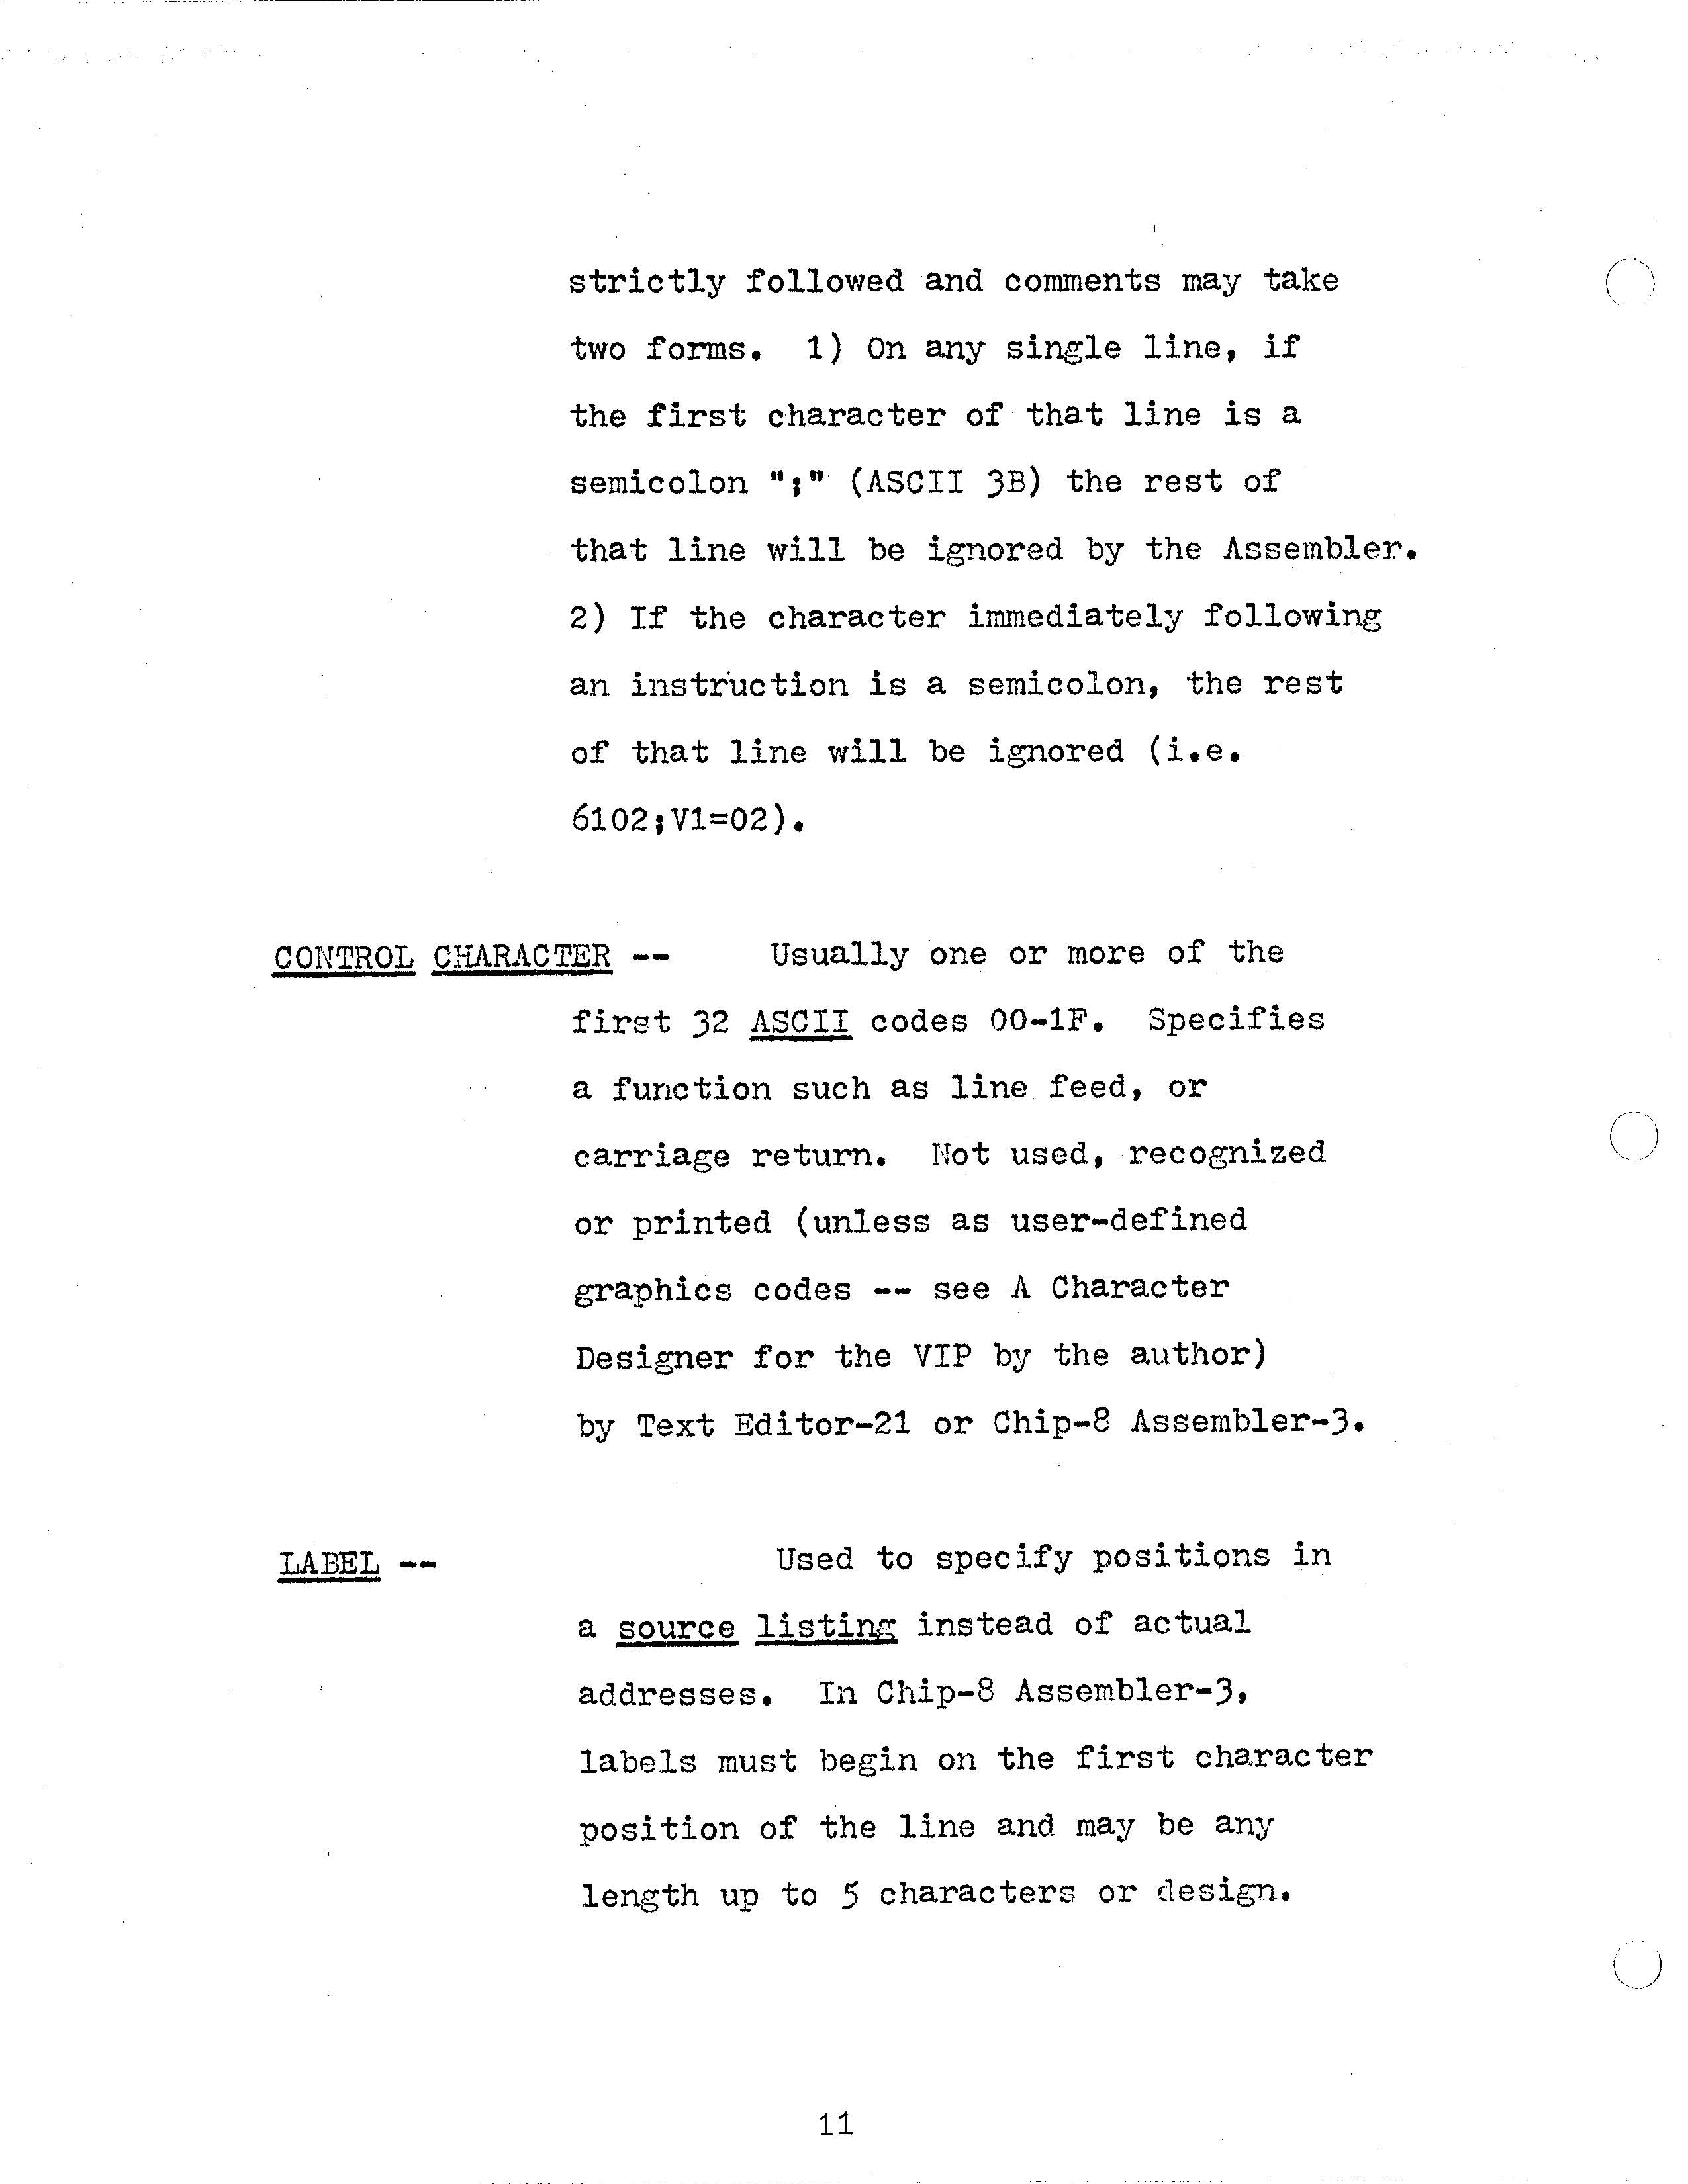 strictly followed and comments may take
two forms.  1) On any single line, if
the first character of that line is a
semicolon ";" (ASCII 3B) the rest of
that line will be ignored by the Assembler.
2) If the character immediately following
an instruction is a semicolon, the rest
of that line will be ignored (i.e.
6102;V1=02).
CONTROL CHARACTER -- Usually one or more of the
first 32 ASCII codes 00-1F.  Specifies
a function such as line feed, or
carriage return.  Not used, recognized
or printed (unless as user-defined
graphics codes -- see A Character
Designer for the VIP by the author)
by Text Editor-21 or Chip-8 Assembler-3.
LABEL -- Used to specify positions in
a source listing instead of actual
addresses.  In Chip-8 Assembler-3,
labels must begin on the first character
position of the line and may be any
length up to 5 characters or design.
11